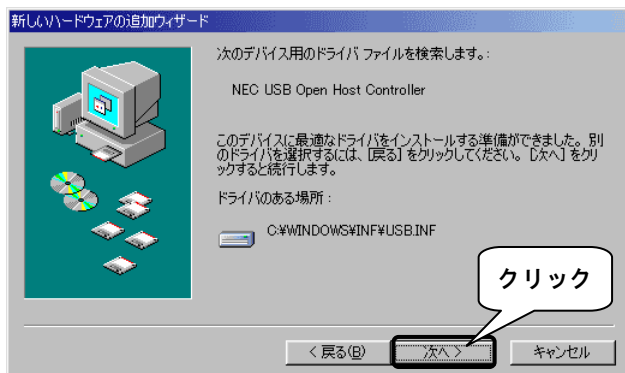 新しいハードウェアの追加ウィザード
次のデバイス用のドライバ ファイルを検索します。:
NEC USB Open Host Controller
このデバイスに最適なドライバをインストールする準備ができました。別
のドライバを選択するには、[戻る] をクリックしてください。[次へ] をクリ
ックすると続行します。
ドライバのある場所 :
C:¥WINDOWS¥INF¥USB.INF
クリック
< 戻る(B)
次へ >
キャンセル